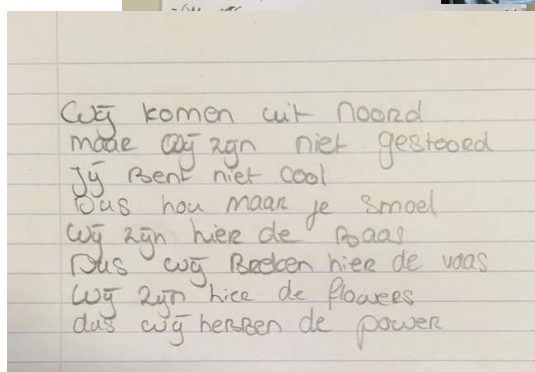 Wij komen uit Noord
maar wij zijn niet gestoord
Jij Bent niet cool
Dus hou maar je smoel
Wij zijn hier de Baas
Dus wij Breken hier de vaas
Wij zijn hier de flowers
dus wij heBBen de power